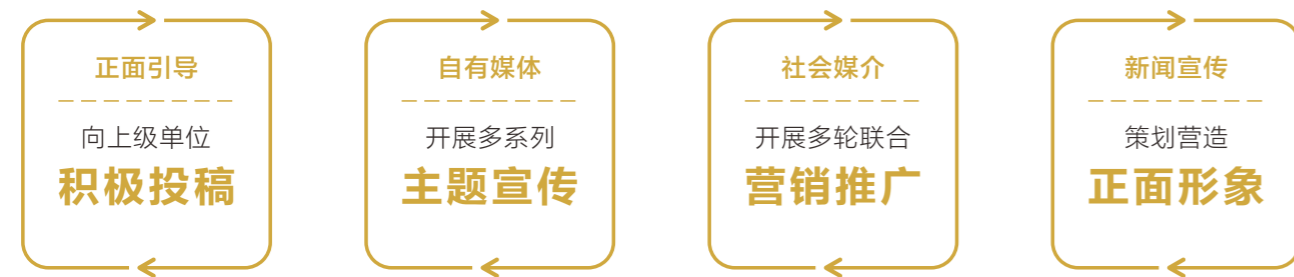 正面引导
向上级单位
积极投稿
自有媒体
开展多系列
主题宣传
社会媒介
开展多轮联合
营销推广
新闻宣传
策划营造
正面形象